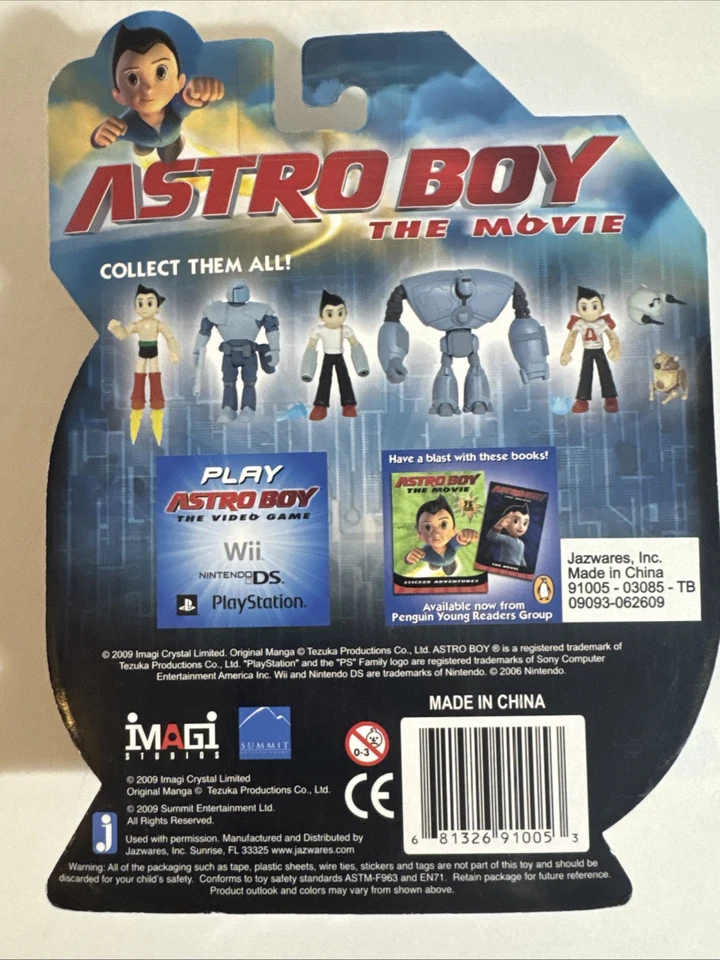 ASTRO BOY
THE MOVIE
COLLECT THEM ALL!
A
PLAY
ASTRO BOY
THE VIDEO GAME
Wii
NINTENDO DS.
PlayStation.
Have a blast with these books!
ASTRO BOY
THE MOVIE
STICKER ADVENTURES
ASTRO BOY
THE MOVIE
THE NOVEL
Available now from
Penguin Young Readers Group
Jazwares, Inc.
Made in China
91005 - 03085 - TB
09093-062609
© 2009 Imagi Crystal Limited. Original Manga © Tezuka Productions Co., Ltd. ASTRO BOY ® is a registered trademark of
Tezuka Productions Co., Ltd. "PlayStation" and the "PS" Family logo are registered trademarks of Sony Computer
Entertainment America Inc. Wii and Nintendo DS are trademarks of Nintendo. © 2006 Nintendo.
MADE IN CHINA
IMAGI
STUDIOS
SUMMIT
0-3
CE
© 2009 Imagi Crystal Limited
Original Manga © Tezuka Productions Co., Ltd.
© 2009 Summit Entertainment Ltd.
All Rights Reserved.
j
Used with permission. Manufactured and Distributed by
Jazwares, Inc. Sunrise, FL 33325 www.jazwares.com
6 81326 91005 3
Warning: All of the packaging such as tape, plastic sheets, wire ties, stickers and tags are not part of this toy and should be
discarded for your child's safety. Conforms to toy safety standards ASTM-F963 and EN71. Retain package for future reference.
Product outlook and colors may vary from shown above.